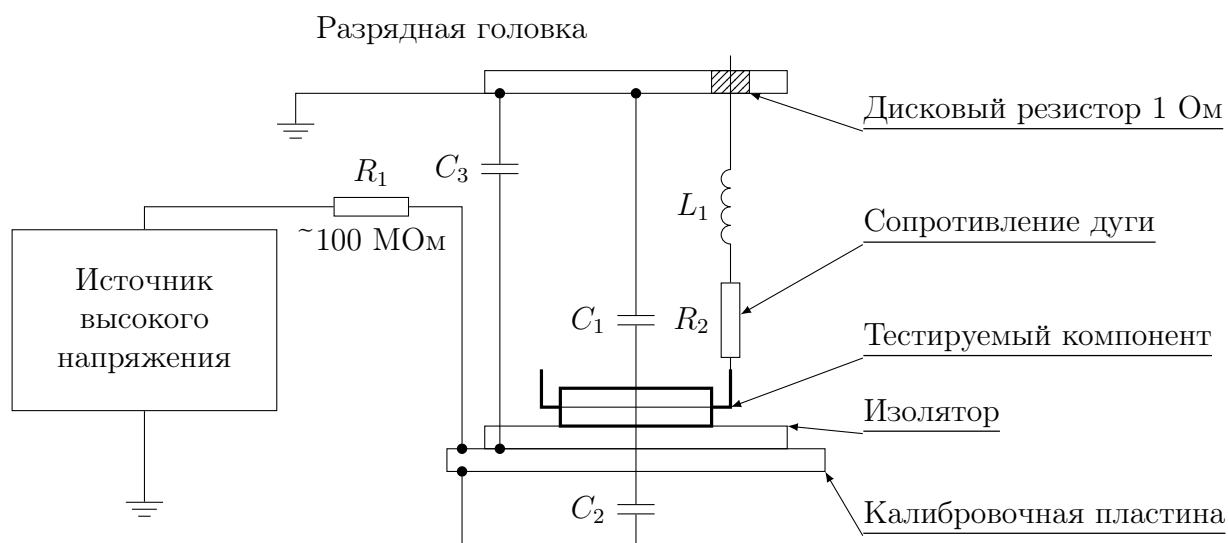 Разрядная головка
Дисковый резистор 1 Ом
C3
R1
~100 МОм
L1
Сопротивление дуги
Источник
высокого
напряжения
C1
R2
Тестируемый компонент
Изолятор
C2
Калибровочная пластина